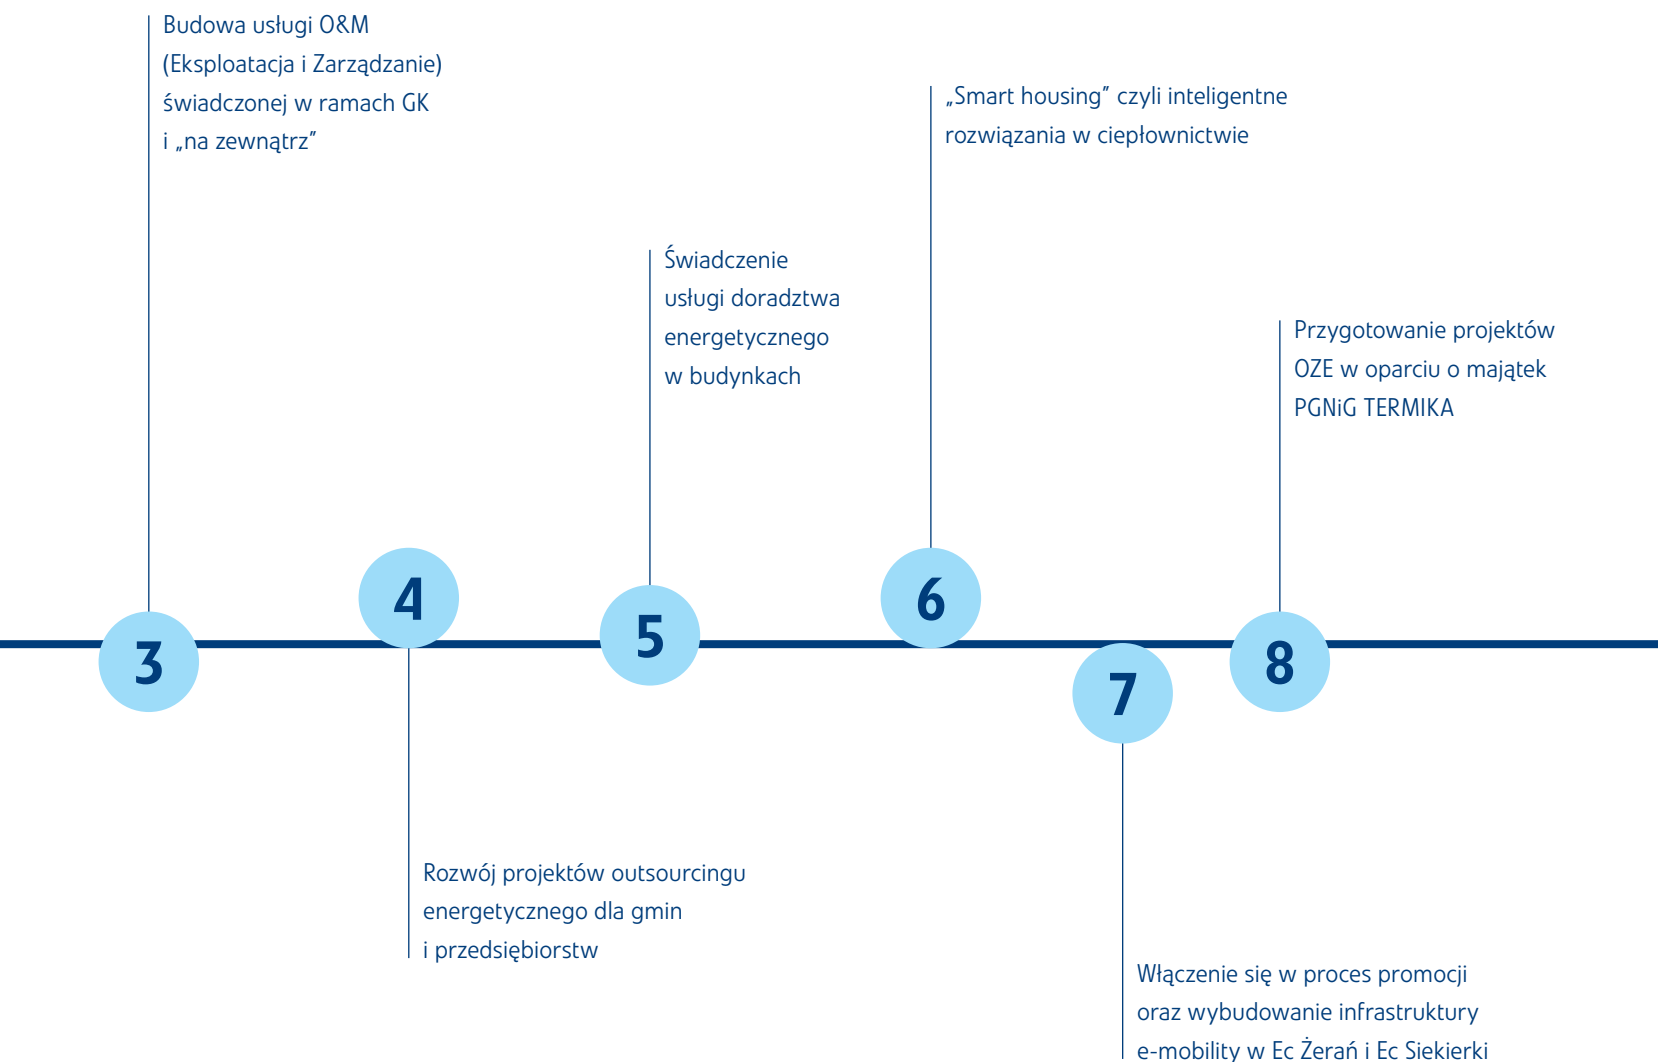 Budowa usługi O&M
(Eksploatacja i Zarządzanie)
świadczonej w ramach GK
i „na zewnątrz”
3
4
Rozwój projektów outsourcingu
energetycznego dla gmin
i przedsiębiorstw
Świadczenie
usługi doradztwa
energetycznego
w budynkach
5
„Smart housing” czyli inteligentne
rozwiązania w ciepłownictwie
6
7
Włączenie się w proces promocji
oraz wybudowanie infrastruktury
e-mobility w Ec Żerań i Ec Siekierki
Przygotowanie projektów
OZE w oparciu o majątek
PGNiG TERMIKA
8